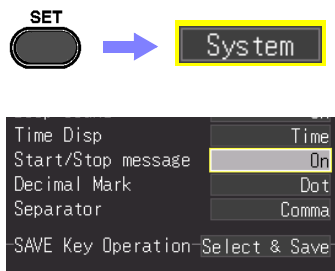 SET
System
Time Disp Time
Start/Stop message On
Decimal Mark Dot
Separator Comma
SAVE Key Operation Select & Save